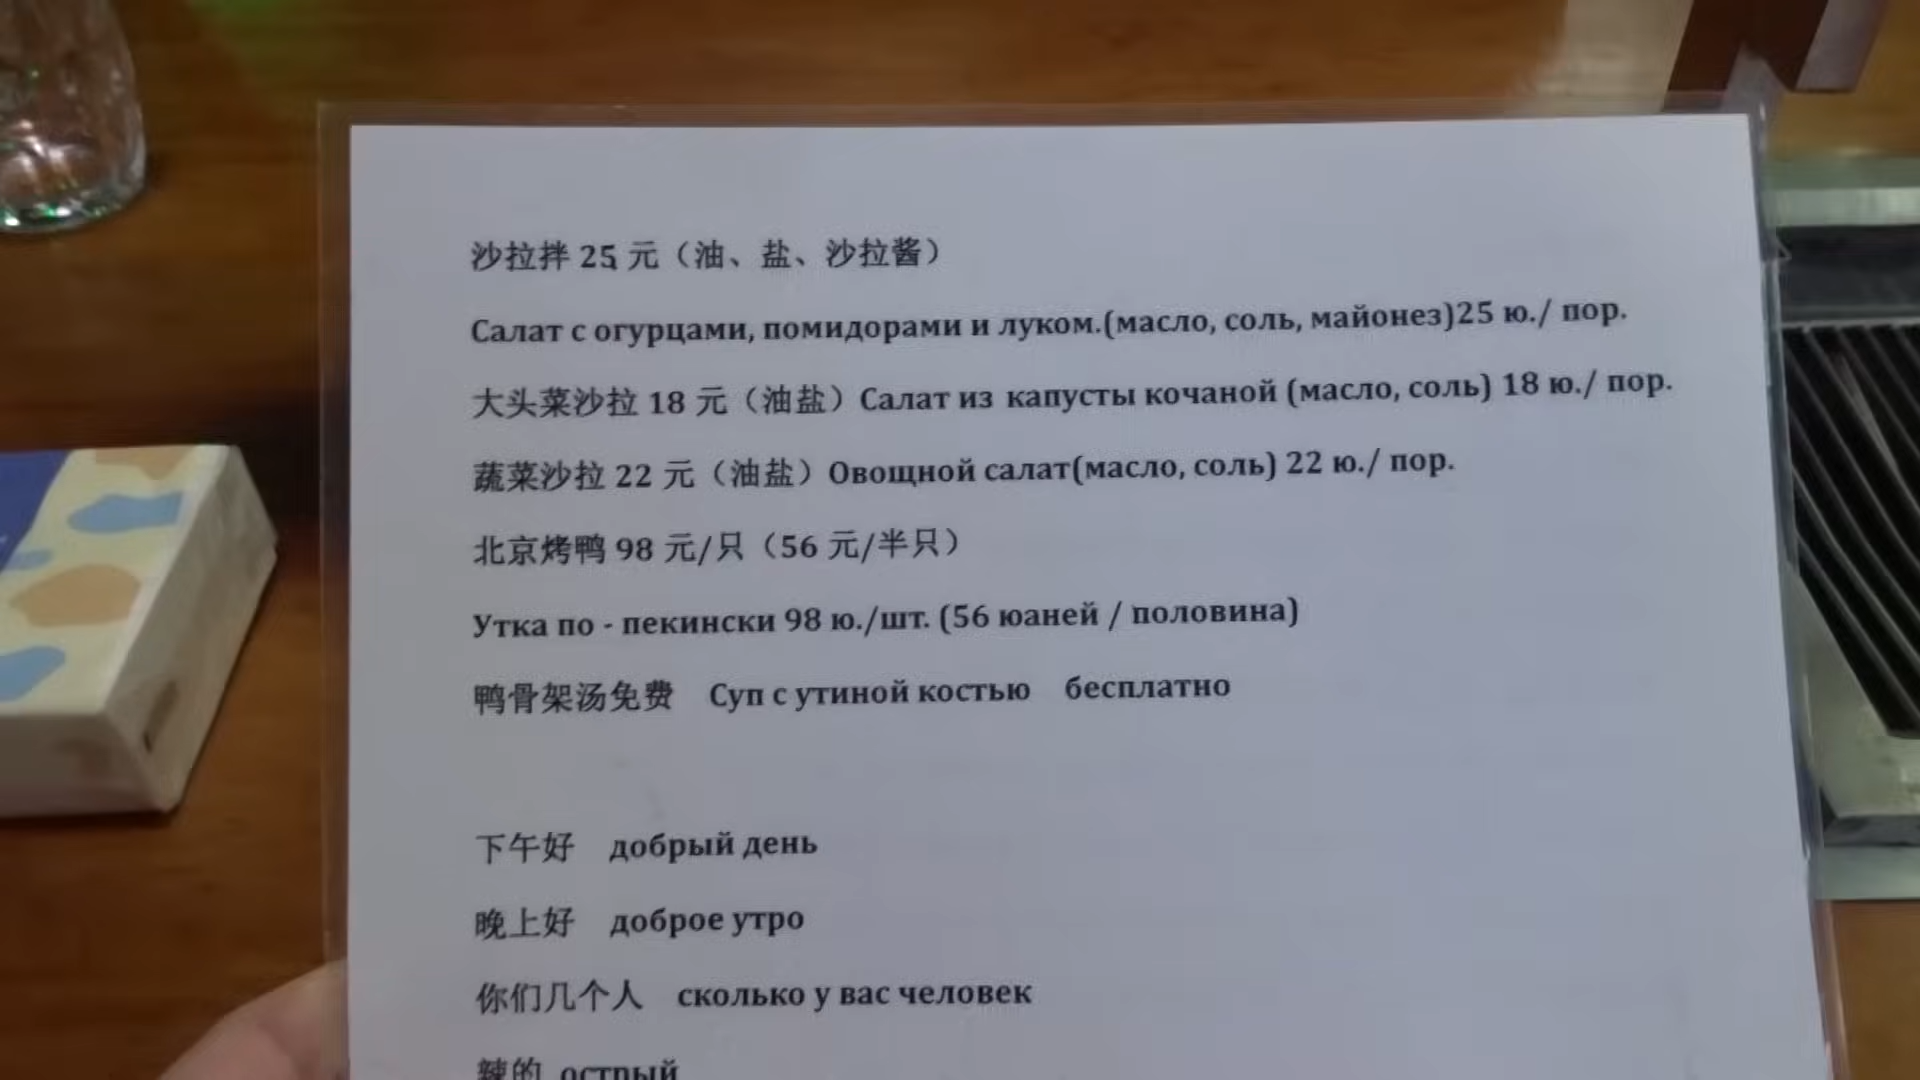 沙拉拌 25 元（油、盐、沙拉酱）
Салат с огурцами, помидорами и луком.(масло, соль, майонез)25 ю./ пор.
大头菜沙拉 18 元（油盐）Салат из капусты кочаной (масло, соль) 18 ю./ пор.
蔬菜沙拉 22 元（油盐）Овощной салат(масло, соль) 22 ю./ пор.
北京烤鸭 98 元/只（56 元/半只）
Утка по - пекински 98 ю./шт. (56 юаней / половина)
鸭骨架汤免费 Суп с утиной костью бесплатно
下午好 добрый день
晚上好 доброе утро
你们几个人 сколько у вас человек
辣的 острый